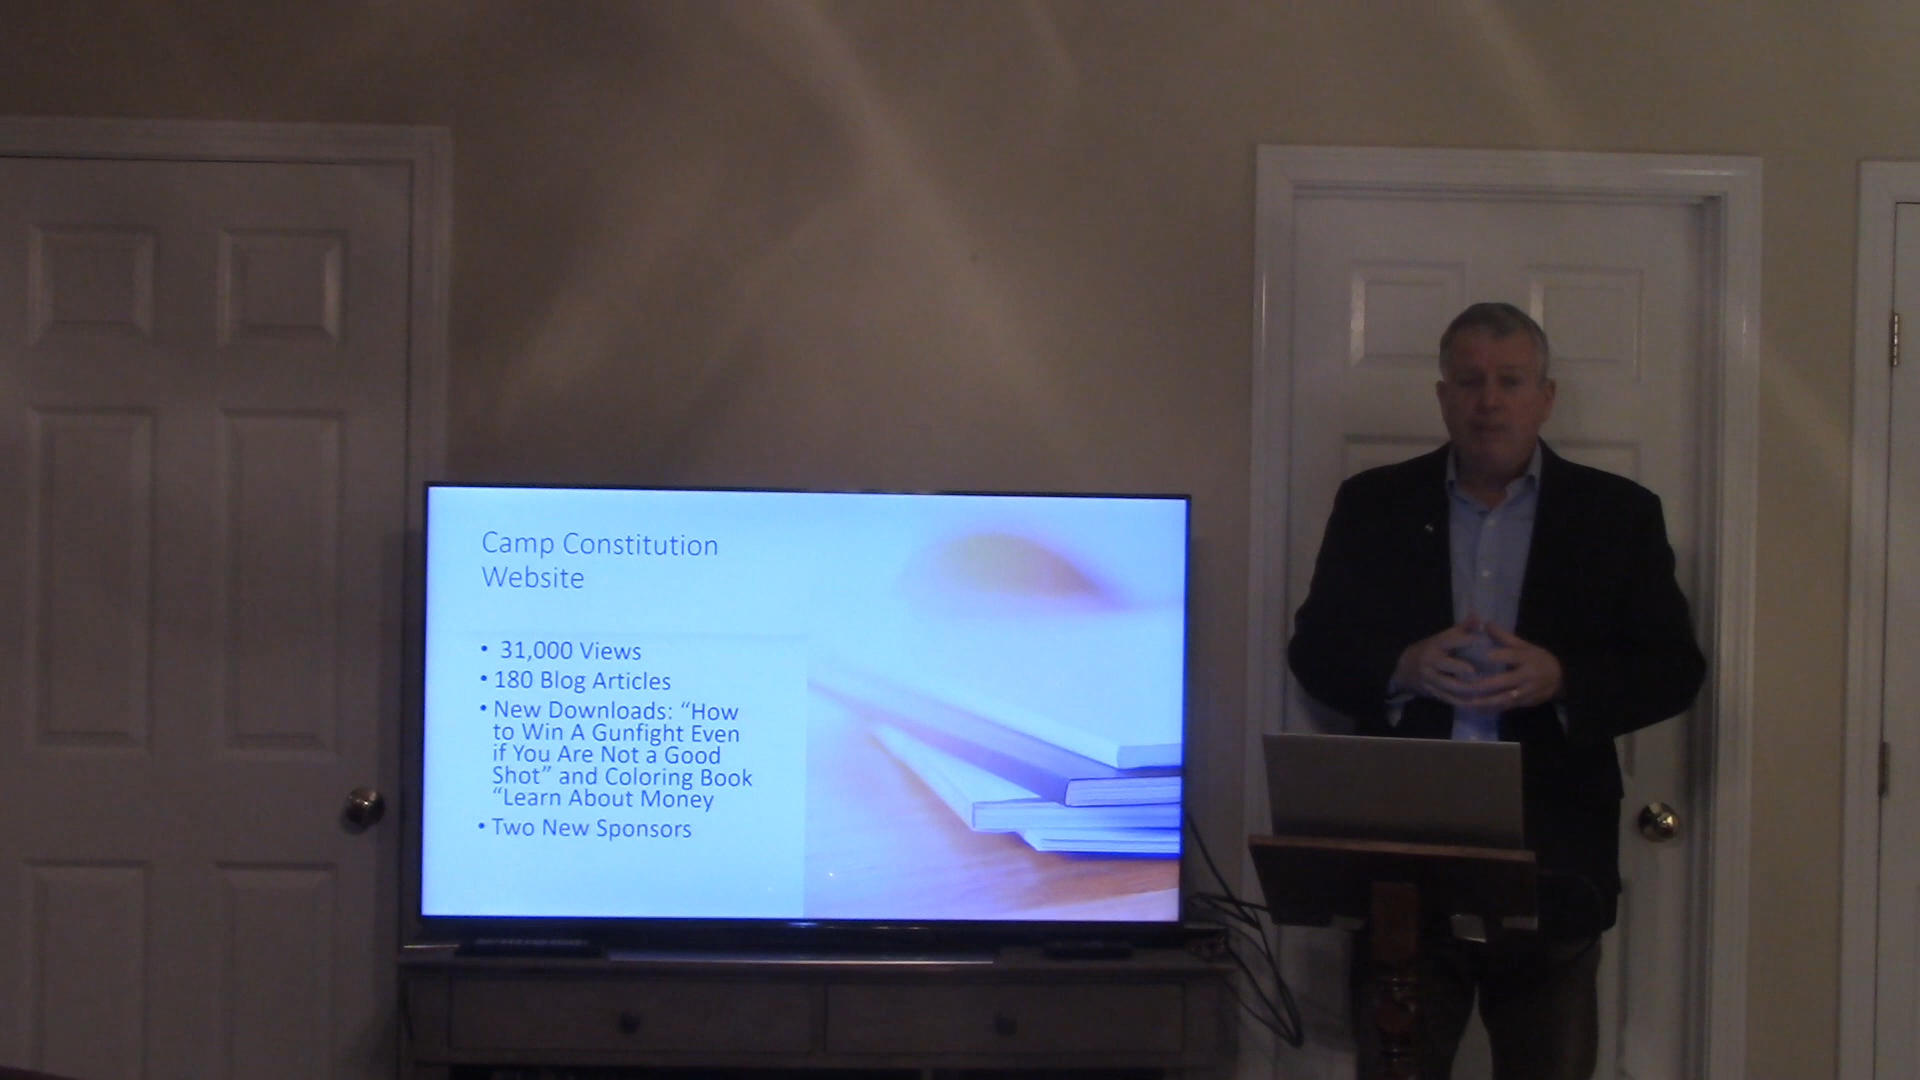 Camp Constitution
Website
• 31,000 Views
• 180 Blog Articles
• New Downloads: “How
to Win A Gunfight Even
if You Are Not a Good
Shot” and Coloring Book
“Learn About Money
• Two New Sponsors